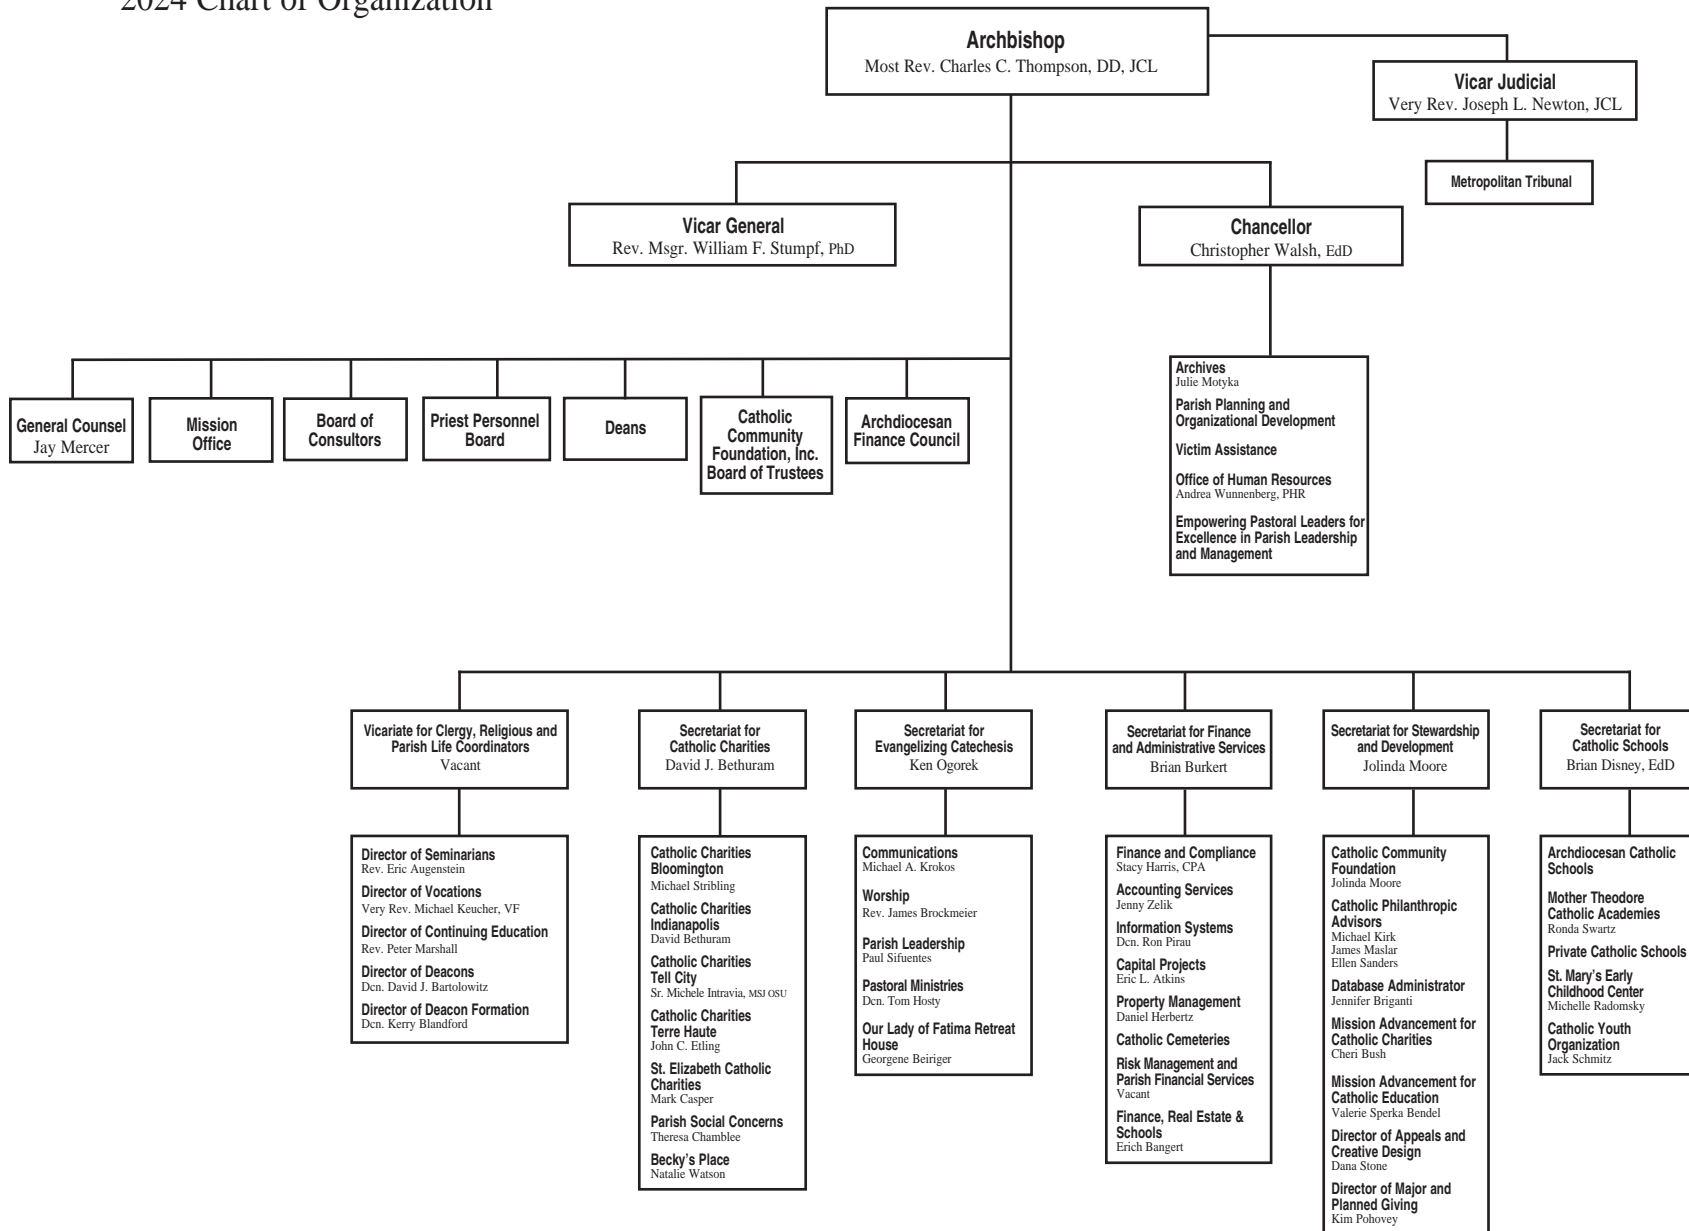 2024 Chart of Organization
Archbishop
Most Rev. Charles C. Thompson, DD, JCL
Vicar Judicial
Very Rev. Joseph L. Newton, JCL
Metropolitan Tribunal
Vicar General
Rev. Msgr. William F. Stumpf, PhD
Chancellor
Christopher Walsh, EdD
Archives
Julie Motyka
Parish Planning and
Organizational Development
Victim Assistance
Office of Human Resources
Andrea Wunnenberg, PHR
Empowering Pastoral Leaders for
Excellence in Parish Leadership
and Management
General Counsel
Jay Mercer
Mission
Office
Board of
Consultors
Priest Personnel
Board
Deans
Catholic
Community
Foundation, Inc.
Board of Trustees
Archdiocesan
Finance Council
Vicariate for Clergy, Religious and
Parish Life Coordinators
Vacant
Director of Seminarians
Rev. Eric Augenstein
Director of Vocations
Very Rev. Michael Keucher, VF
Director of Continuing Education
Rev. Peter Marshall
Director of Deacons
Dcn. David J. Bartolowitz
Director of Deacon Formation
Dcn. Kerry Blandford
Secretariat for
Catholic Charities
David J. Bethuram
Catholic Charities
Bloomington
Michael Stribling
Catholic Charities
Indianapolis
David Bethuram
Catholic Charities
Tell City
Sr. Michele Intravia, MSJ OSU
Catholic Charities
Terre Haute
John C. Etling
St. Elizabeth Catholic
Charities
Mark Casper
Parish Social Concerns
Theresa Chamblee
Becky's Place
Natalie Watson
Secretariat for
Evangelizing Catechesis
Ken Ogorek
Communications
Michael A. Krokos
Worship
Rev. James Brockmeier
Parish Leadership
Paul Sifuentes
Pastoral Ministries
Dcn. Tom Hosty
Our Lady of Fatima Retreat
House
Georgene Beiriger
Secretariat for Finance
and Administrative Services
Brian Burkert
Finance and Compliance
Stacy Harris, CPA
Accounting Services
Jenny Zelik
Information Systems
Dcn. Ron Pirau
Capital Projects
Eric L. Atkins
Property Management
Daniel Herbertz
Catholic Cemeteries
Risk Management and
Parish Financial Services
Vacant
Finance, Real Estate &
Schools
Erich Bangert
Secretariat for Stewardship
and Development
Jolinda Moore
Catholic Community
Foundation
Jolinda Moore
Catholic Philanthropic
Advisors
Michael Kirk
James Maslar
Ellen Sanders
Database Administrator
Jennifer Briganti
Mission Advancement for
Catholic Charities
Cheri Bush
Mission Advancement for
Catholic Education
Valerie Sperka Bendel
Director of Appeals and
Creative Design
Dana Stone
Director of Major and
Planned Giving
Kim Pohovey
Secretariat for
Catholic Schools
Brian Disney, EdD
Archdiocesan Catholic
Schools
Mother Theodore
Catholic Academies
Ronda Swartz
Private Catholic Schools
St. Mary's Early
Childhood Center
Michelle Radomsky
Catholic Youth
Organization
Jack Schmitz